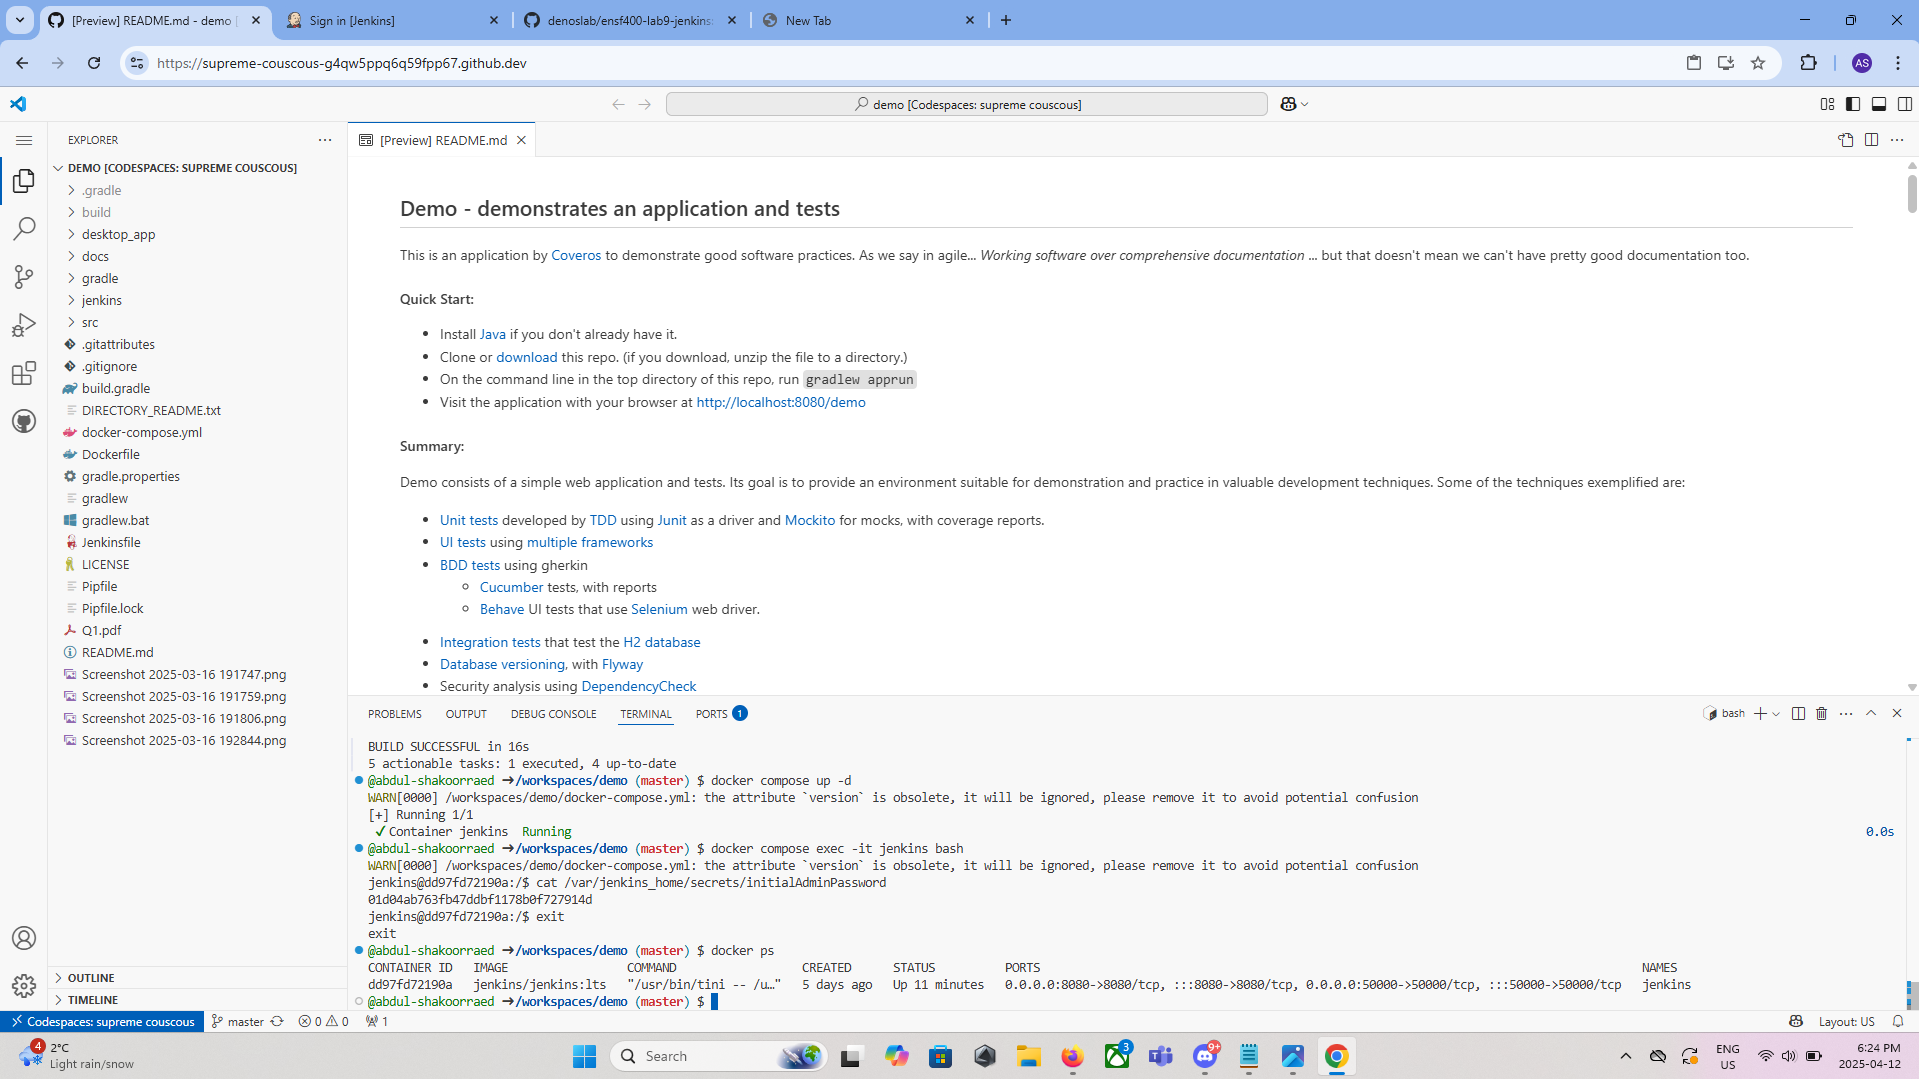 [Preview] README.md - demo [
Sign in [Jenkins]
denoslab/ensf400-lab9-jenkins:
New Tab
https://supreme-couscous-g4qw5ppq6q59fpp67.github.dev
AS
demo [Codespaces: supreme couscous]
EXPLORER
DEMO [CODESPACES: SUPREME COUSCOUS]
.gradle
build
desktop_app
docs
gradle
jenkins
src
.gitattributes
.gitignore
build.gradle
DIRECTORY_README.txt
docker-compose.yml
Dockerfile
gradle.properties
gradlew
gradlew.bat
Jenkinsfile
LICENSE
Pipfile
Pipfile.lock
Q1.pdf
README.md
Screenshot 2025-03-16 191747.png
Screenshot 2025-03-16 191759.png
Screenshot 2025-03-16 191806.png
Screenshot 2025-03-16 192844.png
OUTLINE
TIMELINE
[Preview] README.md
Demo - demonstrates an application and tests
This is an application by Coveros to demonstrate good software practices. As we say in agile... Working software over comprehensive documentation ... but that doesn't mean we can't have pretty good documentation too.
Quick Start:
• Install Java if you don't already have it.
• Clone or download this repo. (if you download, unzip the file to a directory.)
• On the command line in the top directory of this repo, run gradlew apprun
• Visit the application with your browser at http://localhost:8080/demo
Summary:
Demo consists of a simple web application and tests. Its goal is to provide an environment suitable for demonstration and practice in valuable development techniques. Some of the techniques exemplified are:
• Unit tests developed by TDD using Junit as a driver and Mockito for mocks, with coverage reports.
• UI tests using multiple frameworks
• BDD tests using gherkin
◦ Cucumber tests, with reports
◦ Behave UI tests that use Selenium web driver.
• Integration tests that test the H2 database
• Database versioning, with Flyway
• Security analysis using DependencyCheck
PROBLEMS OUTPUT DEBUG CONSOLE TERMINAL PORTS 1
bash
BUILD SUCCESSFUL in 16s
5 actionable tasks: 1 executed, 4 up-to-date
@abdul-shakoorraed ➜/workspaces/demo (master) $ docker compose up -d
WARN[0000] /workspaces/demo/docker-compose.yml: the attribute `version` is obsolete, it will be ignored, please remove it to avoid potential confusion
[+] Running 1/1
✔Container jenkins Running 0.0s
@abdul-shakoorraed ➜/workspaces/demo (master) $ docker compose exec -it jenkins bash
WARN[0000] /workspaces/demo/docker-compose.yml: the attribute `version` is obsolete, it will be ignored, please remove it to avoid potential confusion
jenkins@dd97fd72190a:/$ cat /var/jenkins_home/secrets/initialAdminPassword
01d04ab763fb47ddbf1178b0f727914d
jenkins@dd97fd72190a:/$ exit
exit
@abdul-shakoorraed ➜/workspaces/demo (master) $ docker ps
CONTAINER ID IMAGE COMMAND CREATED STATUS PORTS NAMES
dd97fd72190a jenkins/jenkins:lts "/usr/bin/tini -- /u…" 5 days ago Up 11 minutes 0.0.0.0:8080->8080/tcp, :::8080->8080/tcp, 0.0.0.0:50000->50000/tcp, :::50000->50000/tcp jenkins
@abdul-shakoorraed ➜/workspaces/demo (master) $
Codespaces: supreme couscous master 0 0 1 Layout: US
4
2°C
Light rain/snow
Search
3
9+
ENG
US
6:24 PM
2025-04-12